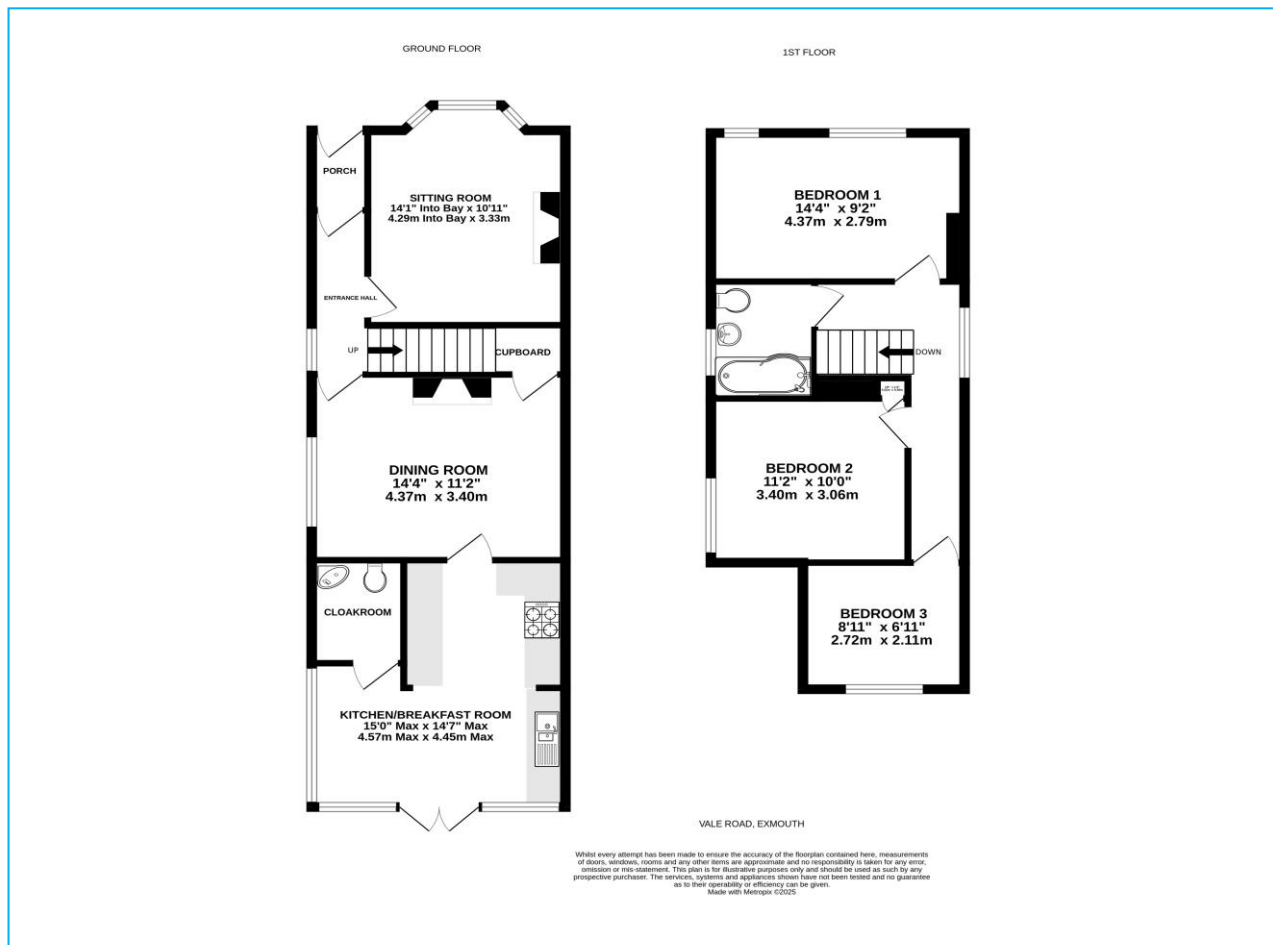 GROUND FLOOR
PORCH
SITTING ROOM
14'1" Into Bay x 10'11"
4.29m Into Bay x 3.33m
ENTRANCE HALL
UP
CUPBOARD
DINING ROOM
14'4" x 11'2"
4.37m x 3.40m
CLOAKROOM
KITCHEN/BREAKFAST ROOM
15'0" Max x 14'7" Max
4.57m Max x 4.45m Max
1ST FLOOR
BEDROOM 1
14'4" x 9'2"
4.37m x 2.79m
DOWN
BEDROOM 2
11'2" x 10'0"
3.40m x 3.06m
BEDROOM 3
8'11" x 6'11"
2.72m x 2.11m
VALE ROAD, EXMOUTH
Whilst every attempt has been made to ensure the accuracy of the floorplan contained here, measurements
of doors, windows, rooms and any other items are approximate and no responsibility is taken for any error,
omission or mis-statement. This plan is for illustrative purposes only and should be used as such by any
prospective purchaser. The services, systems and appliances shown have not been tested and no guarantee
as to their operability or efficiency can be given.
Made with Metropix ©2025